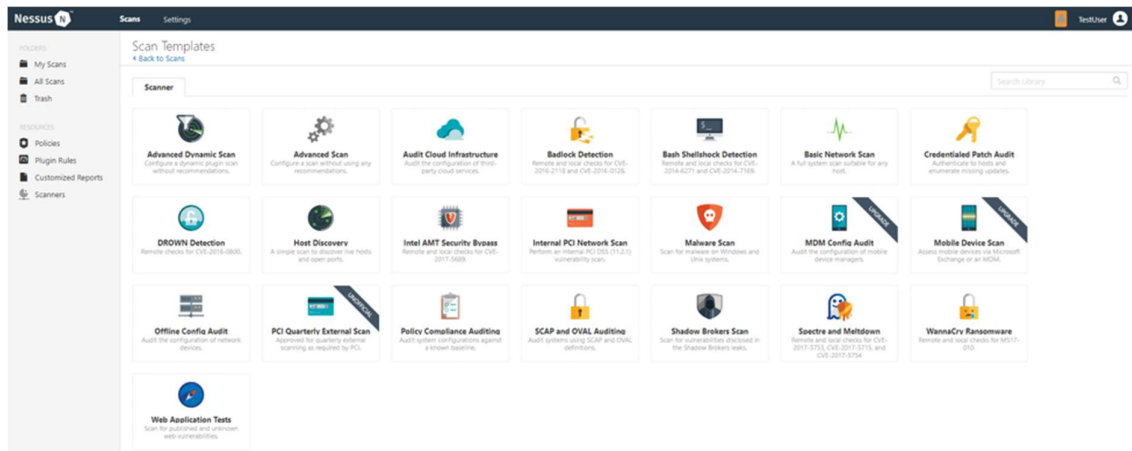 Nessus N
Scans
Settings
TestUser
FOLDERS
My Scans
All Scans
Trash
RESOURCES
Policies
Plugin Rules
Customized Reports
Scanners
Scan Templates
Back to Scans
Scanner
Search Library
Advanced Dynamic Scan
Configure a dynamic plugin scan
without recommendations.
Advanced Scan
Configure a scan without using any
recommendations.
Audit Cloud Infrastructure
Audit the configuration of third-
party cloud services.
Badlock Detection
Remote and local checks for CVE-
2016-2118 and CVE-2016-0128.
Bash Shellshock Detection
Remote and local checks for CVE-
2014-6271 and CVE-2014-7169.
Basic Network Scan
A full system scan suitable for any
host.
Credentialed Patch Audit
Authenticate to hosts and
enumerate missing updates.
DROWN Detection
Remote checks for CVE-2016-0800.
Host Discovery
A simple scan to discover live hosts
and open ports.
Intel AMT Security Bypass
Remote and local checks for CVE-
2017-5689.
Internal PCI Network Scan
Perform an internal PCI DSS (11.2.1)
vulnerability scan.
Malware Scan
Scan for malware on Windows and
Unix systems.
UPGRADE
MDM Config Audit
Audit the configuration of mobile
device managers.
UPGRADE
Mobile Device Scan
Assess mobile devices via Microsoft
Exchange or an MDM.
Offline Config Audit
Audit the configuration of network
devices.
UNOFFICIAL
PCI Quarterly External Scan
Approved for quarterly external
scanning as required by PCI.
Policy Compliance Auditing
Audit system configurations against
a known baseline.
SCAP and OVAL Auditing
Audit systems using SCAP and OVAL
definitions.
Shadow Brokers Scan
Scan for vulnerabilities disclosed in
the Shadow Brokers leaks.
Spectre and Meltdown
Remote and local checks for CVE-
2017-5753, CVE-2017-5715, and
CVE-2017-5754
WannaCry Ransomware
Remote and local checks for MS17-
010.
Web Application Tests
Scan for published and unknown
web vulnerabilities.